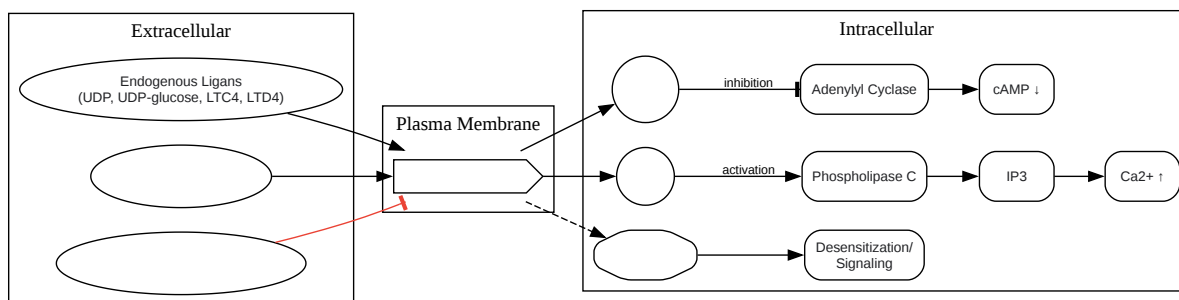 Extracellular
Endogenous Ligans
(UDP, UDP-glucose, LTC4, LTD4)
Plasma Membrane
Intracellular
inhibition
Adenylyl Cyclase
cAMP ↓
activation
Phospholipase C
IP3
Ca2+ ↑
Desensitization/
Signaling